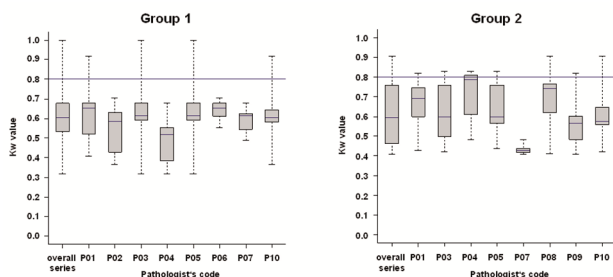 Group 1
Kw value
1.0
0.9
0.8
0.7
0.6
0.5
0.4
0.3
0.2
0.1
0.0
overall series P01 P02 P03 P04 P05 P06 P07 P10
Pathologist's code
Group 2
Kw value
1.0
0.9
0.8
0.7
0.6
0.5
0.4
0.3
0.2
0.1
0.0
overall series P01 P03 P04 P05 P07 P08 P09 P10
Pathologist's code